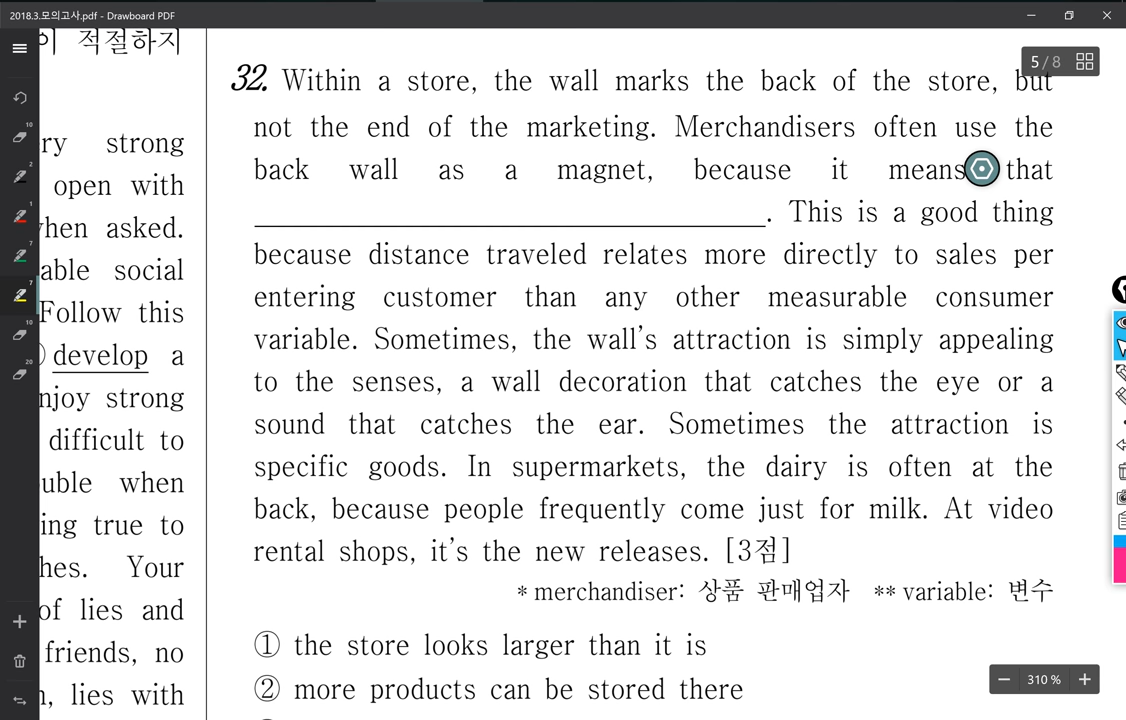 2018.3.모의고사.pdf - Drawboard PDF
적절하지
ry strong
open with
when asked.
able social
Follow this
develop a
njoy strong
difficult to
uble when
ing true to
hes. Your
of lies and
friends, no
n, lies with
5 / 8
32. Within a store, the wall marks the back of the store, but
not the end of the marketing. Merchandisers often use the
back wall as a magnet, because it means that
. This is a good thing
because distance traveled relates more directly to sales per
entering customer than any other measurable consumer
variable. Sometimes, the wall's attraction is simply appealing
to the senses, a wall decoration that catches the eye or a
sound that catches the ear. Sometimes the attraction is
specific goods. In supermarkets, the dairy is often at the
back, because people frequently come just for milk. At video
rental shops, it's the new releases. [3점]
* merchandiser: 상품 판매업자 ** variable: 변수
① the store looks larger than it is
② more products can be stored there
310 %
10
2
1
7
7
10
20